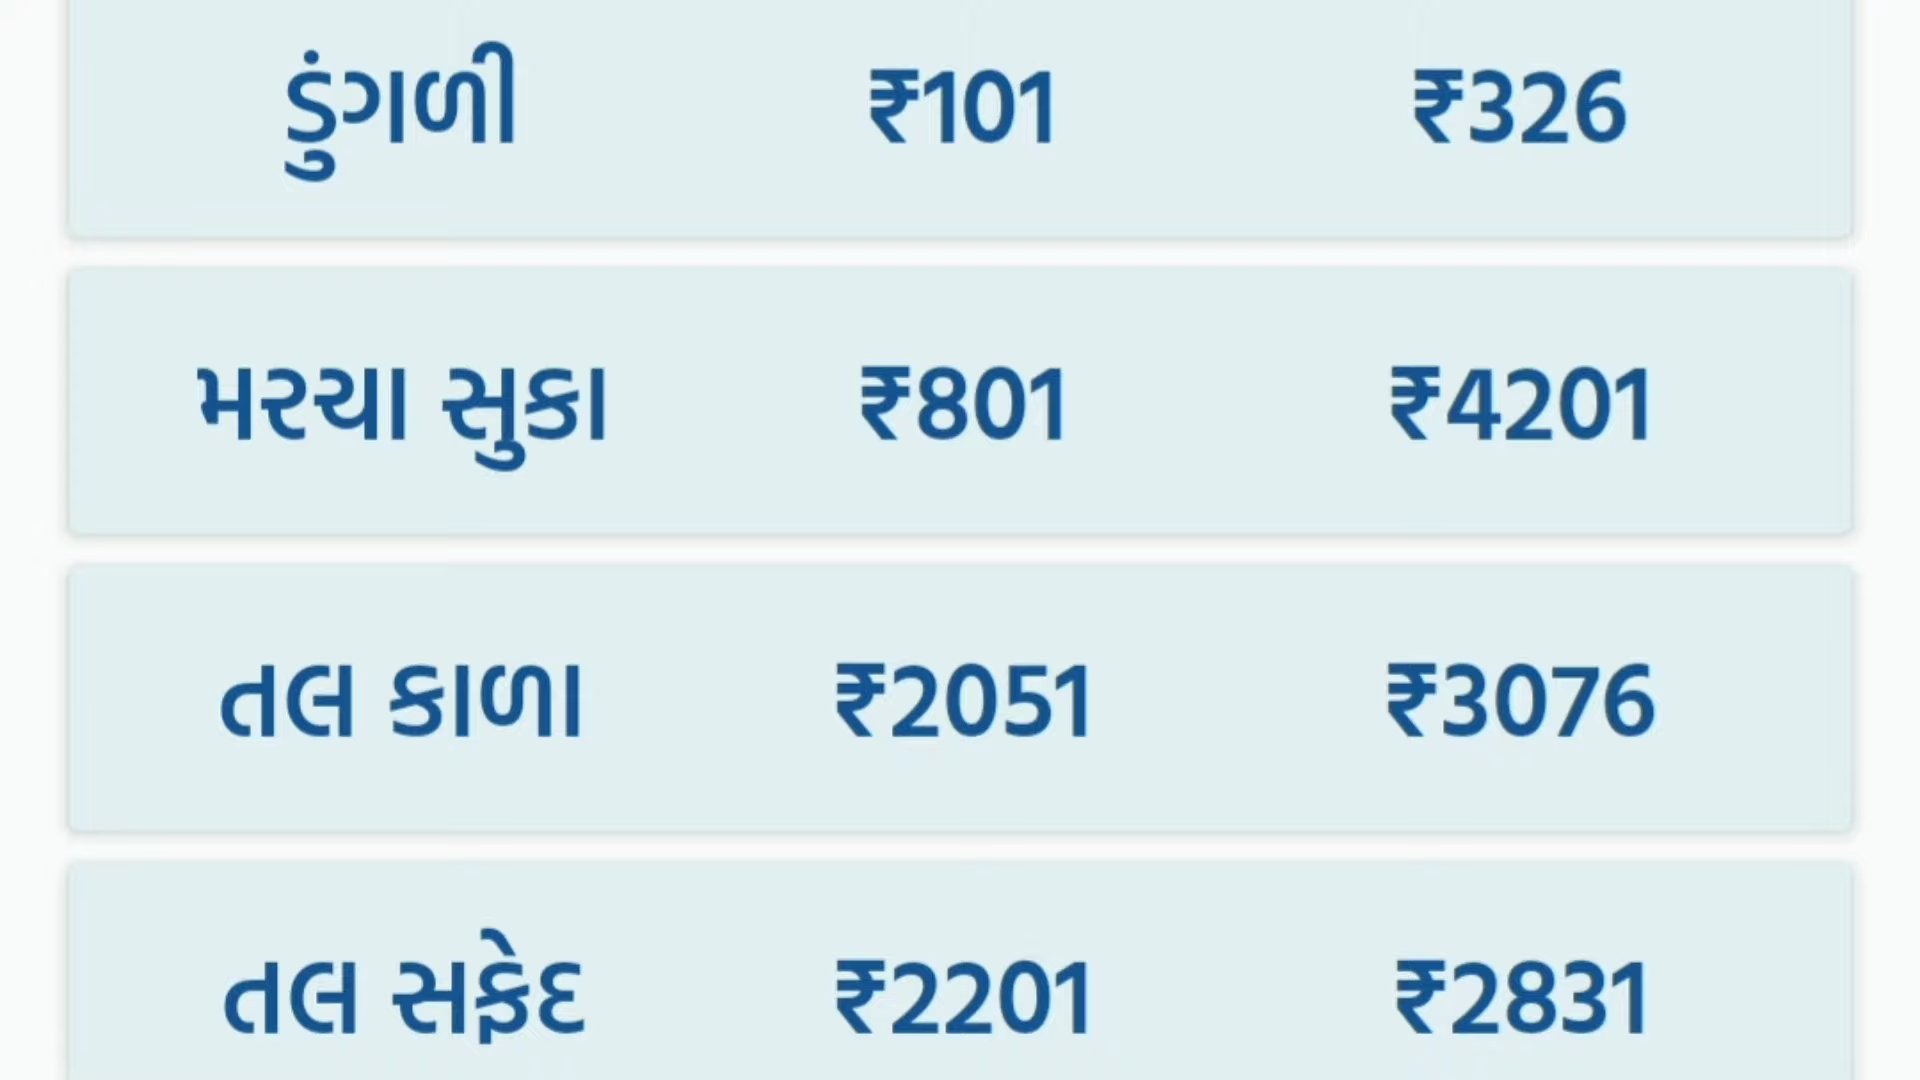 ડુંગળી ₹101 ₹326
મરચા સુકા ₹801 ₹4201
તલ કાળા ₹2051 ₹3076
તલ સફેદ ₹2201 ₹2831